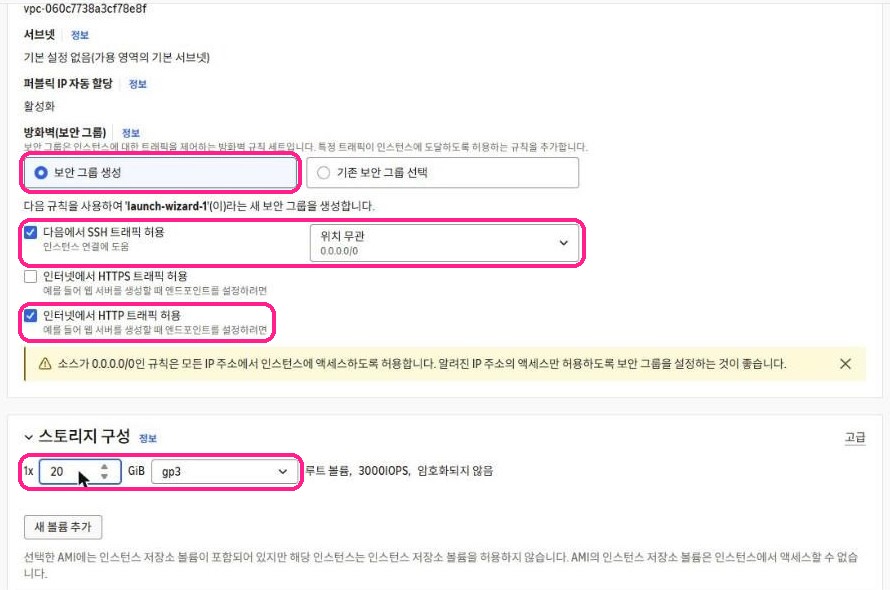 vpc-060c7738a3cf78e8f
서브넷 정보
기본 설정 없음(가용 영역의 기본 서브넷)
퍼블릭 IP 자동 할당 정보
활성화
방화벽(보안 그룹) 정보
보안 그룹은 인스턴스에 대한 트래픽을 제어하는 방화벽 규칙 세트입니다. 특정 트래픽이 인스턴스에 도달하도록 허용하는 규칙을 추가합니다.
보안 그룹 생성
기존 보안 그룹 선택
다음 규칙을 사용하여 'launch-wizard-1'(이)라는 새 보안 그룹을 생성합니다.
다음에서 SSH 트래픽 허용
인스턴스 연결에 도움
위치 무관
0.0.0.0/0
인터넷에서 HTTPS 트래픽 허용
예를 들어 웹 서버를 생성할 때 엔드포인트를 설정하려면
인터넷에서 HTTP 트래픽 허용
예를 들어 웹 서버를 생성할 때 엔드포인트를 설정하려면
소스가 0.0.0.0/0인 규칙은 모든 IP 주소에서 인스턴스에 액세스하도록 허용합니다. 알려진 IP 주소의 액세스만 허용하도록 보안 그룹을 설정하는 것이 좋습니다.
스토리지 구성 정보
고급
1x 20 GiB gp3 루트 볼륨, 3000IOPS, 암호화되지 않음
새 볼륨 추가
선택한 AMI에는 인스턴스 저장소 볼륨이 포함되어 있지만 해당 인스턴스는 인스턴스 저장소 볼륨을 허용하지 않습니다. AMI의 인스턴스 저장소 볼륨은 인스턴스에서 액세스할 수 없습
니다.